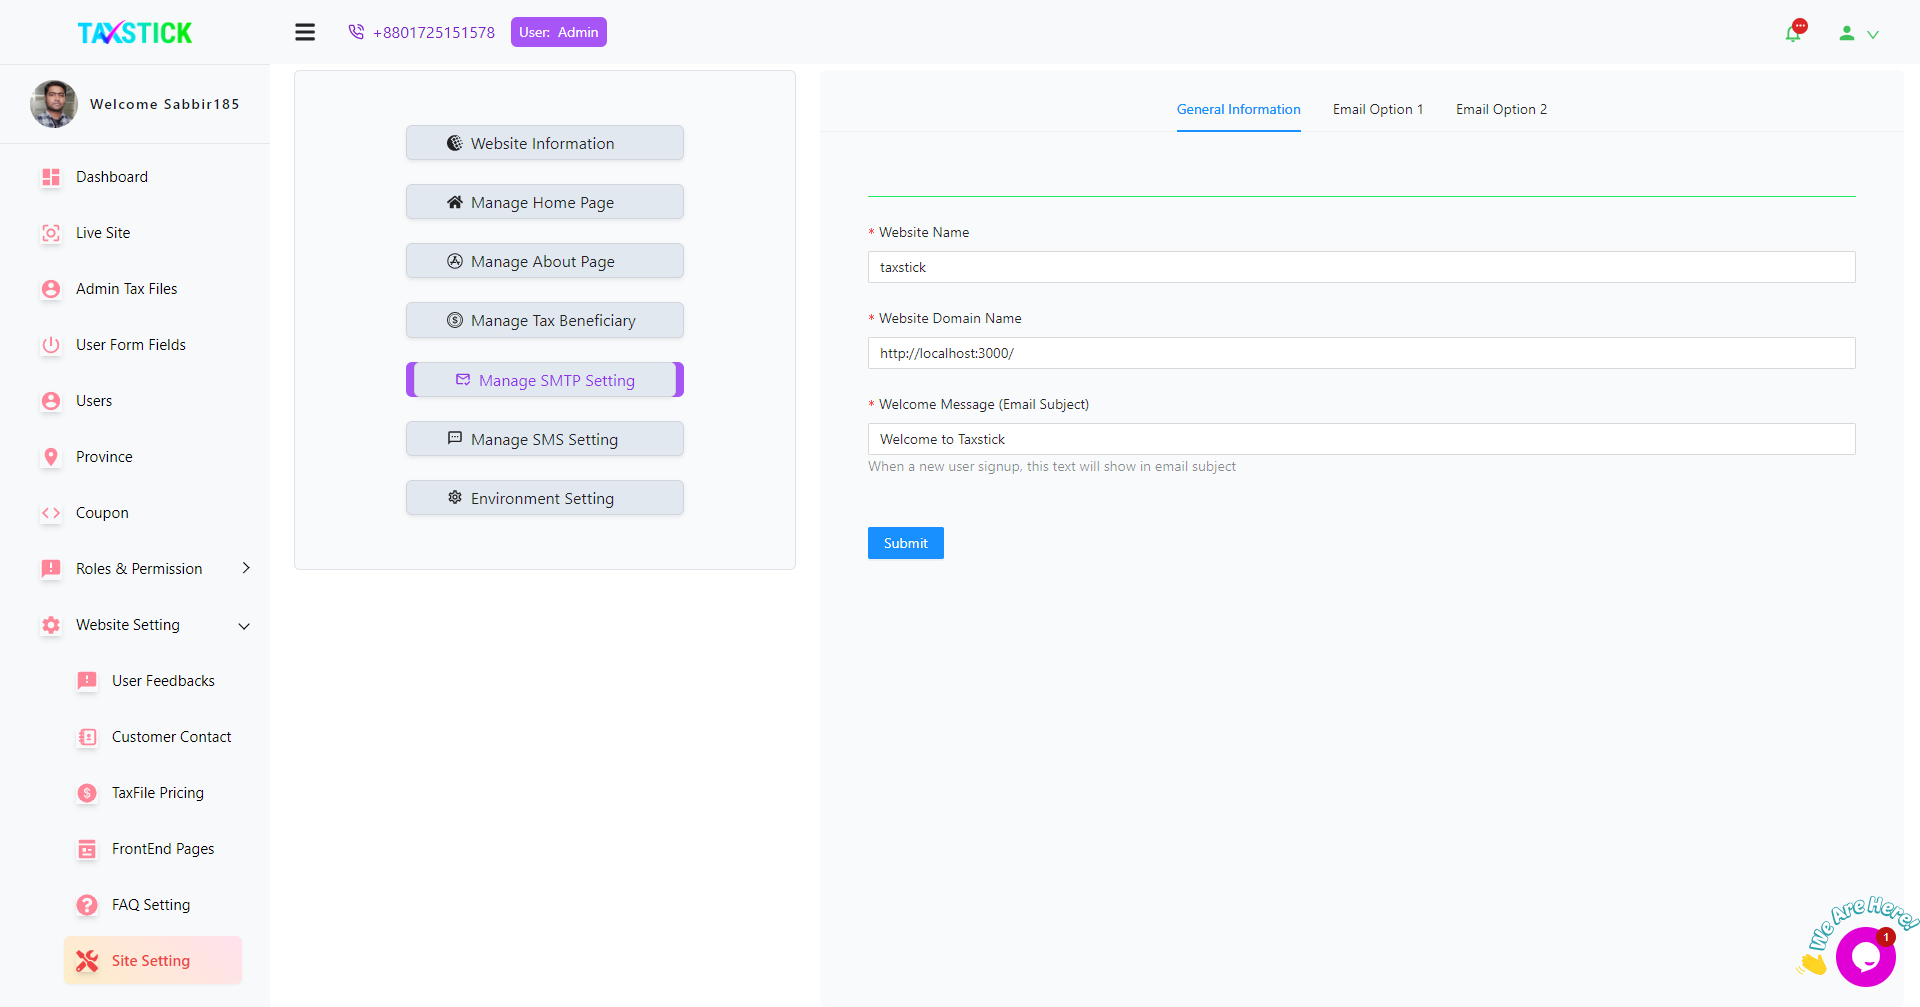 TAXSTICK
+8801725151578
User: Admin
Welcome Sabbir185
Dashboard
Live Site
Admin Tax Files
User Form Fields
Users
Province
Coupon
Roles & Permission
Website Setting
User Feedbacks
Customer Contact
TaxFile Pricing
FrontEnd Pages
FAQ Setting
Site Setting
Website Information
Manage Home Page
Manage About Page
Manage Tax Beneficiary
Manage SMTP Setting
Manage SMS Setting
Environment Setting
General Information
Email Option 1
Email Option 2
* Website Name
taxstick
* Website Domain Name
http://localhost:3000/
* Welcome Message (Email Subject)
Welcome to Taxstick
When a new user signup, this text will show in email subject
Submit
We Are Here!
1